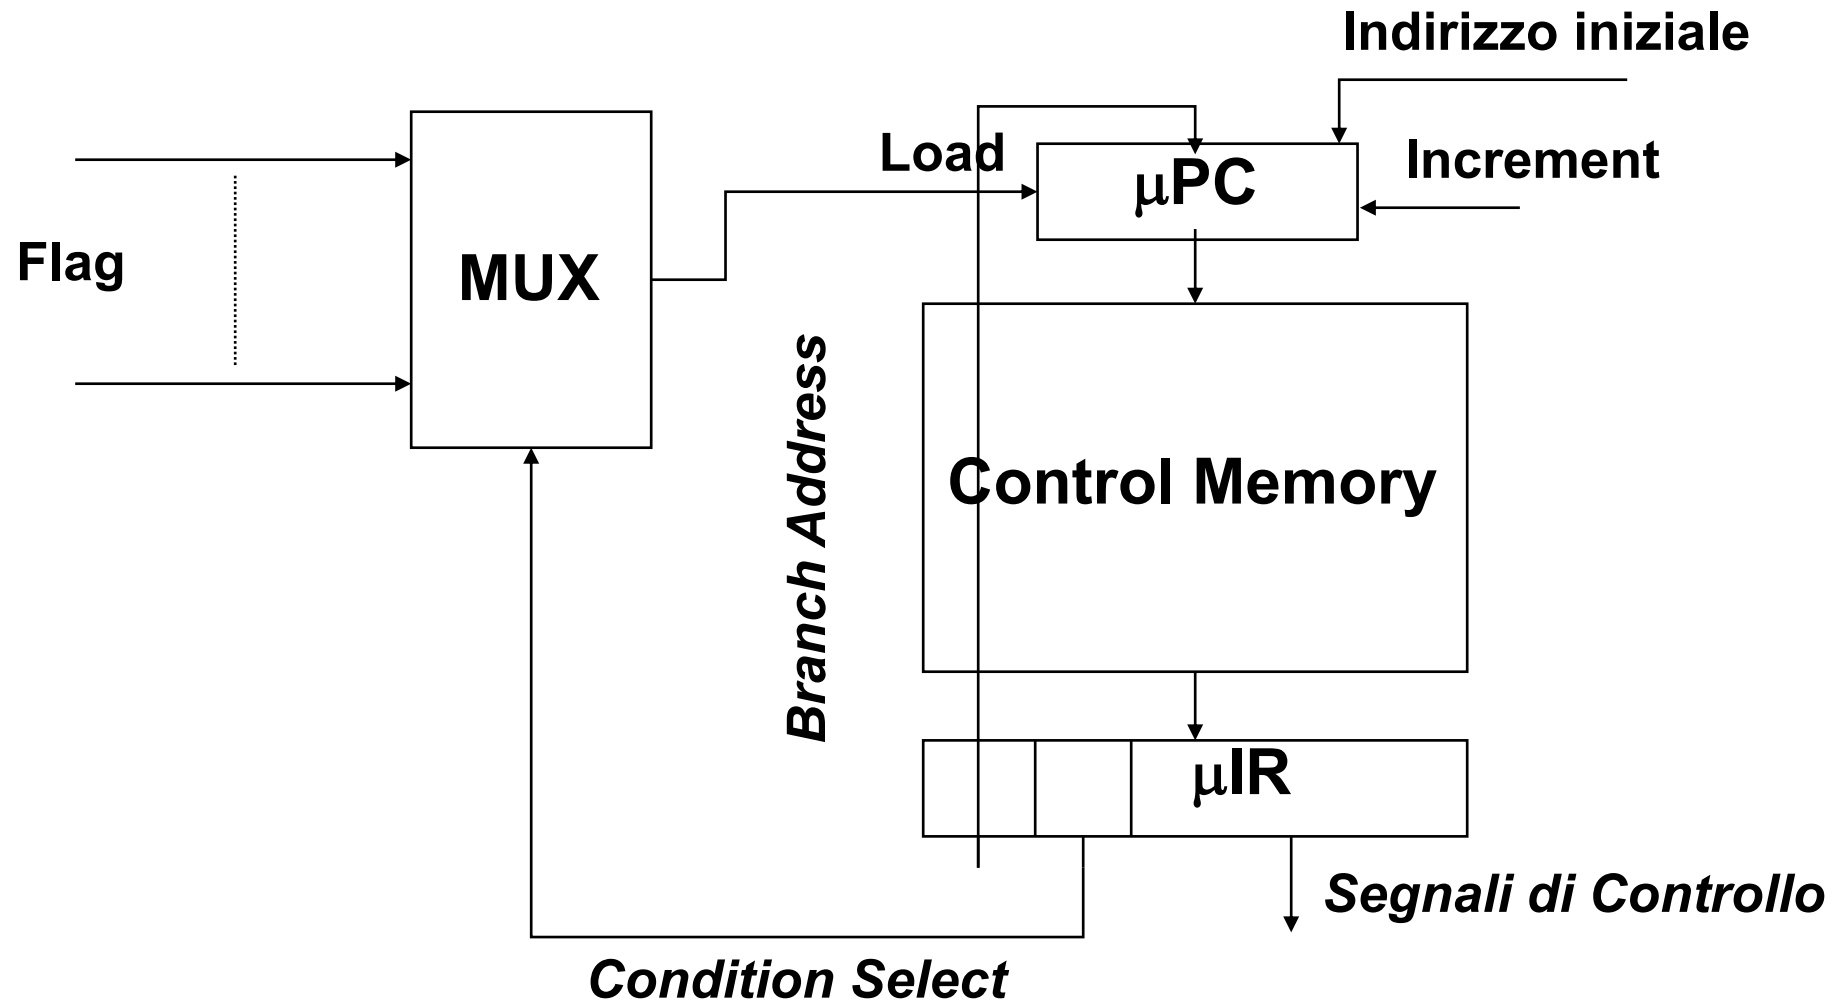 Indirizzo iniziale
Load
μPC
Increment
Flag
MUX
Branch Address
Control Memory
μIR
Segnali di Controllo
Condition Select